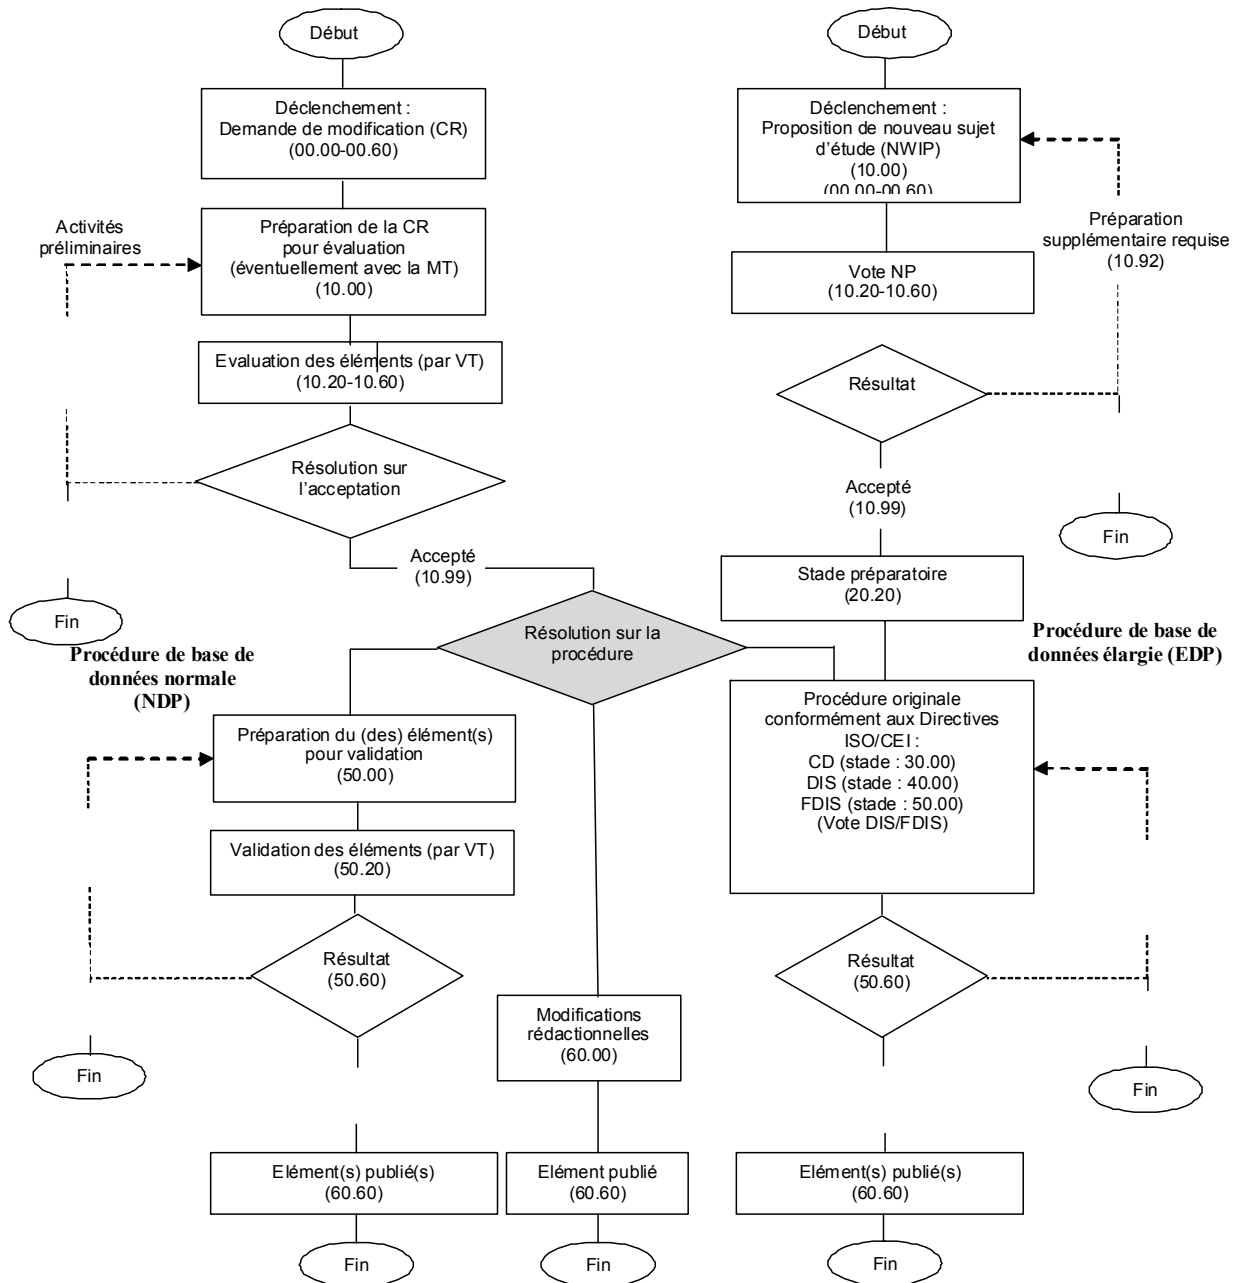 Début
Déclenchement :
Demande de modification (CR)
(00.00-00.60)
Activités
préliminaires
Préparation de la CR
pour évaluation
(éventuellement avec la MT)
(10.00)
Evaluation des éléments (par VT)
(10.20-10.60)
Résolution sur
l'acceptation
Accepté
(10.99)
Fin
Début
Déclenchement :
Proposition de nouveau sujet
d'étude (NWIP)
(10.00)
(00.00-00.60)
Préparation
supplémentaire requise
(10.92)
Vote NP
(10.20-10.60)
Résultat
Accepté
(10.99)
Fin
Stade préparatoire
(20.20)
Résolution sur la
procédure
Procédure de base de
données normale
(NDP)
Procédure de base de
données élargie (EDP)
Préparation du (des) élément(s)
pour validation
(50.00)
Validation des éléments (par VT)
(50.20)
Résultat
(50.60)
Fin
Modifications
rédactionnelles
(60.00)
Procédure originale
conformément aux Directives
ISO/CEI :
CD (stade : 30.00)
DIS (stade : 40.00)
FDIS (stade : 50.00)
(Vote DIS/FDIS)
Résultat
(50.60)
Fin
Elément(s) publié(s)
(60.60)
Elément publié
(60.60)
Elément(s) publié(s)
(60.60)
Fin
Fin
Fin